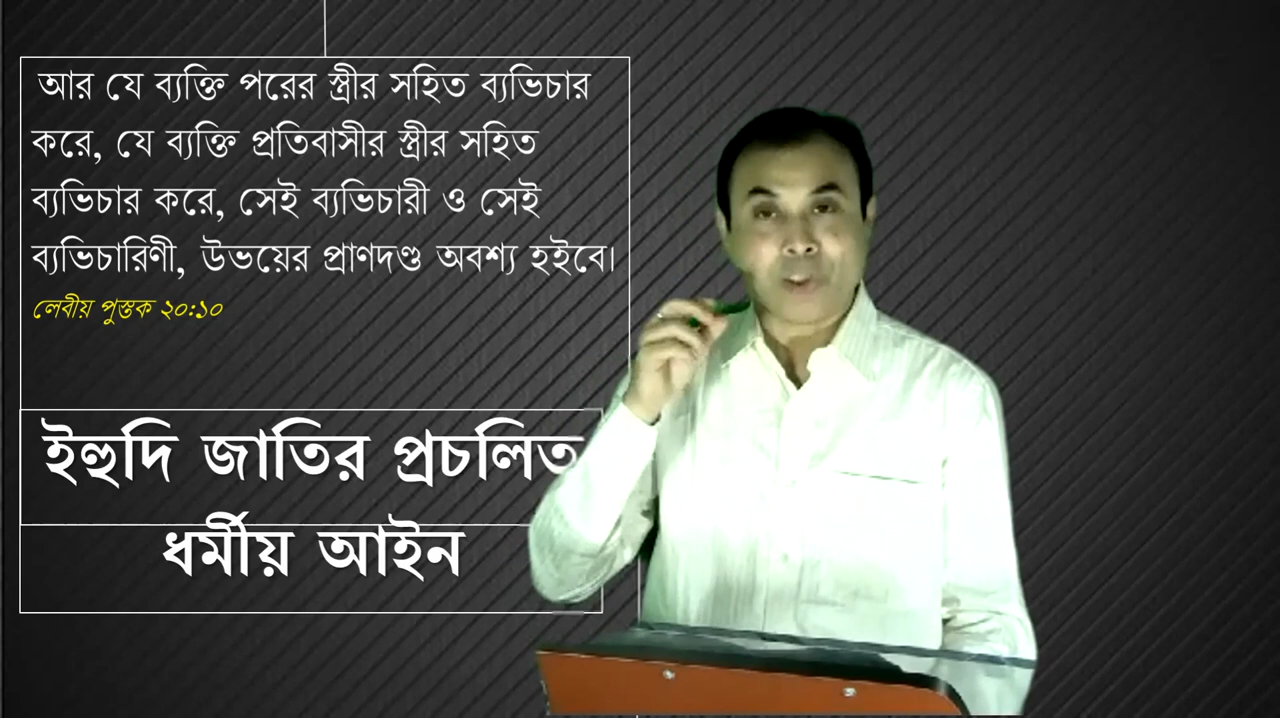 আর যে ব্যক্তি পরের স্ত্রীর সহিত ব্যভিচার
করে, যে ব্যক্তি প্রতিবাসীর স্ত্রীর সহিত
ব্যভিচার করে, সেই ব্যভিচারী ও সেই
ব্যভিচারিণী, উভয়ের প্রাণদণ্ড অবশ্য হইবে।
লেবীয় পুস্তক ২০:১০
ইহুদি জাতির প্রচলিত
ধর্মীয় আইন